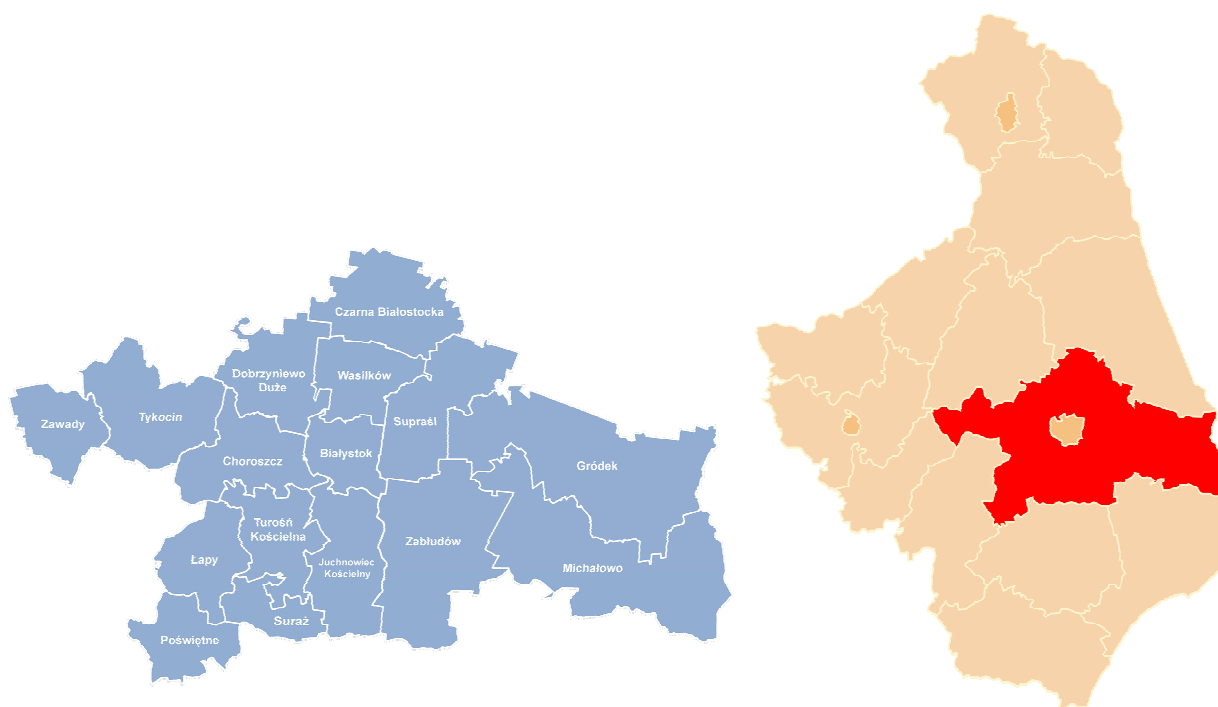 Czarna Białostocka
Dobrzyniewo
Duże
Wasilków
Tykocin
Zawady
Supraśl
Białystok
Choroszcz
Gródek
Turośń
Kościelna
Zabłudów
Łapy
Juchnowiec
Kościelny
Michałowo
Suraż
Poświętne